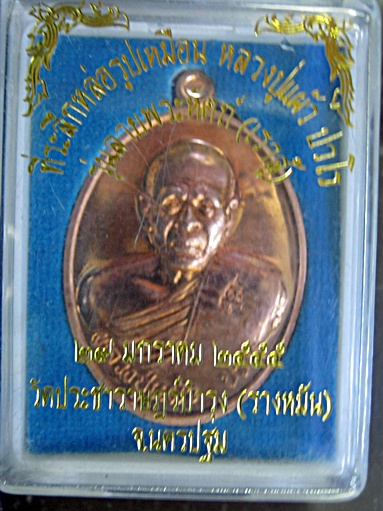 ที่ระลึกหล่อรูปเหมือน หลวงปู่แผ้ว ปวโร
๒๙ มกราคม ๒๕๕๕
วัดประชาราษฎร์บำรุง (รางหมัน)
จ.นครปฐม